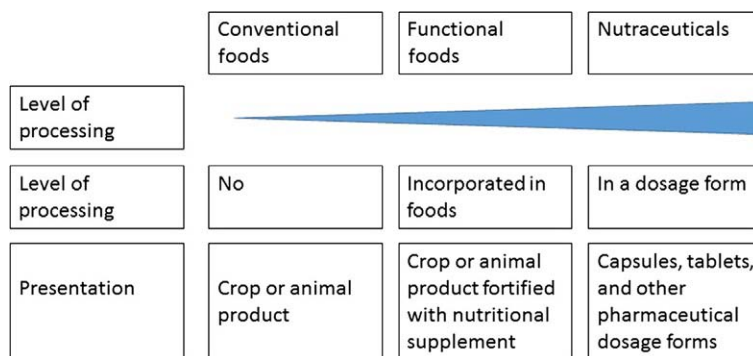 Conventional
foods
Functional
foods
Nutraceuticals
Level of
processing
Level of
processing
No
Incorporated in
foods
In a dosage form
Presentation
Crop or animal
product
Crop or animal
product fortified
with nutritional
supplement
Capsules, tablets,
and other
pharmaceutical
dosage forms